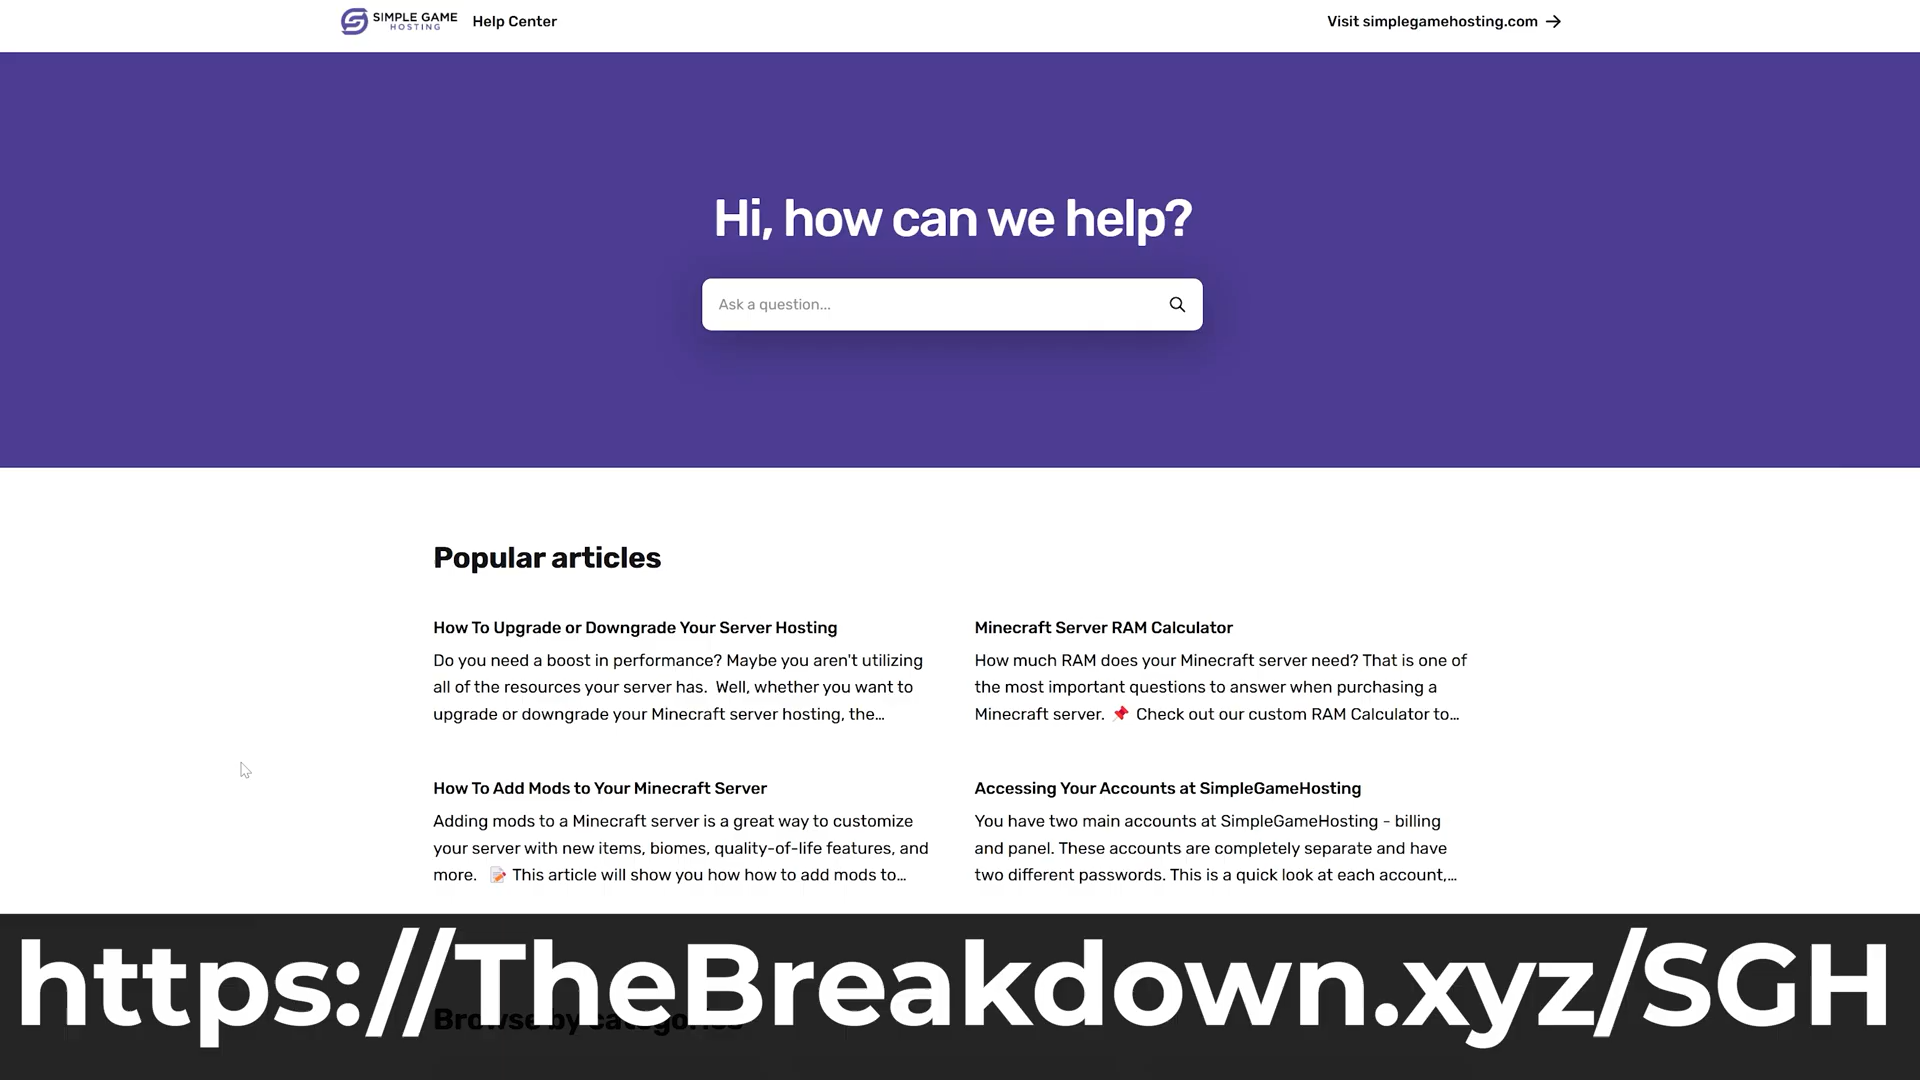 SIMPLE GAME
HOSTING
Help Center
Visit simplegamehosting.com
Hi, how can we help?
Ask a question...
Popular articles
How To Upgrade or Downgrade Your Server Hosting
Do you need a boost in performance? Maybe you aren't utilizing
all of the resources your server has. Well, whether you want to
upgrade or downgrade your Minecraft server hosting, the...
Minecraft Server RAM Calculator
How much RAM does your Minecraft server need? That is one of
the most important questions to answer when purchasing a
Minecraft server. 📌 Check out our custom RAM Calculator to...
How To Add Mods to Your Minecraft Server
Adding mods to a Minecraft server is a great way to customize
your server with new items, biomes, quality-of-life features, and
more. 📝 This article will show you how how to add mods to...
Accessing Your Accounts at SimpleGameHosting
You have two main accounts at SimpleGameHosting - billing
and panel. These accounts are completely separate and have
two different passwords. This is a quick look at each account,...
https://TheBreakdown.xyz/SGH
Browse by categories